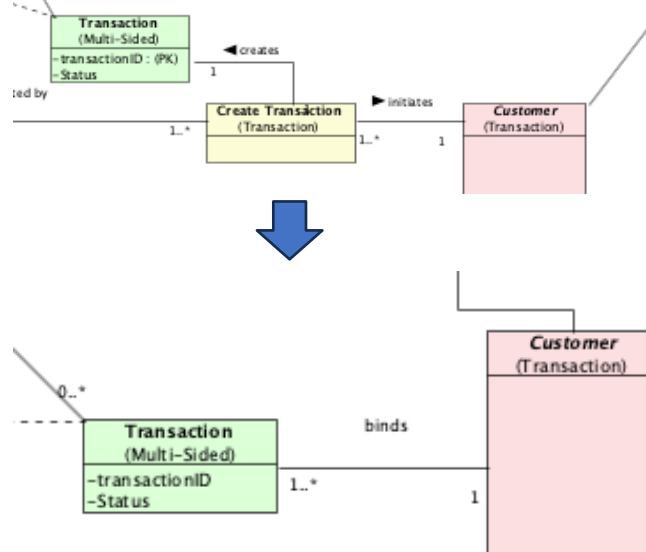 Transaction
(Multi-Sided)
-transactionID : (PK)
-Status
◄ creates
1
ted by
1..*
Create Transaction
(Transaction)
► initiates
1..*
1
Customer
(Transaction)
Customer
(Transaction)
0..*
Transaction
(Multi-Sided)
-transactionID
-Status
binds
1..*
1